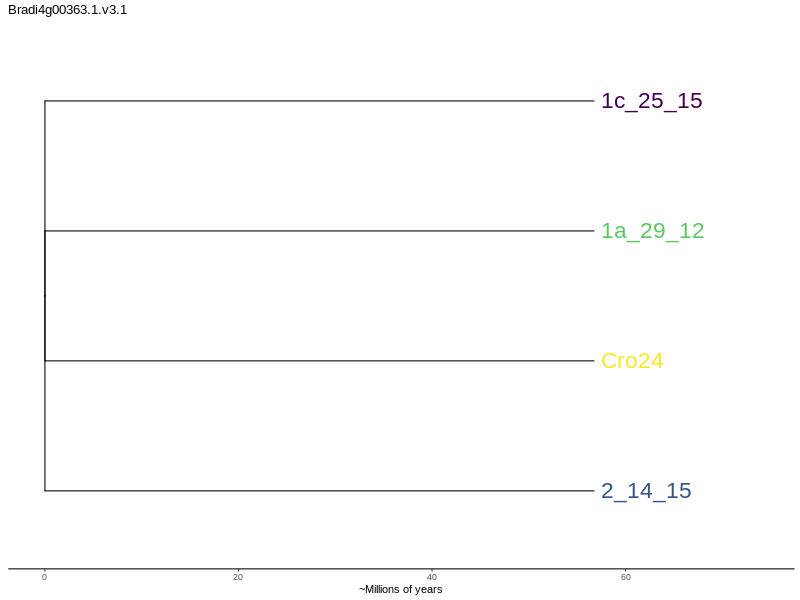 Bradi4g00363.1.v3.1
1c_25_15
1a_29_12
Cro24
2_14_15
0 20 40 60
~Millions of years